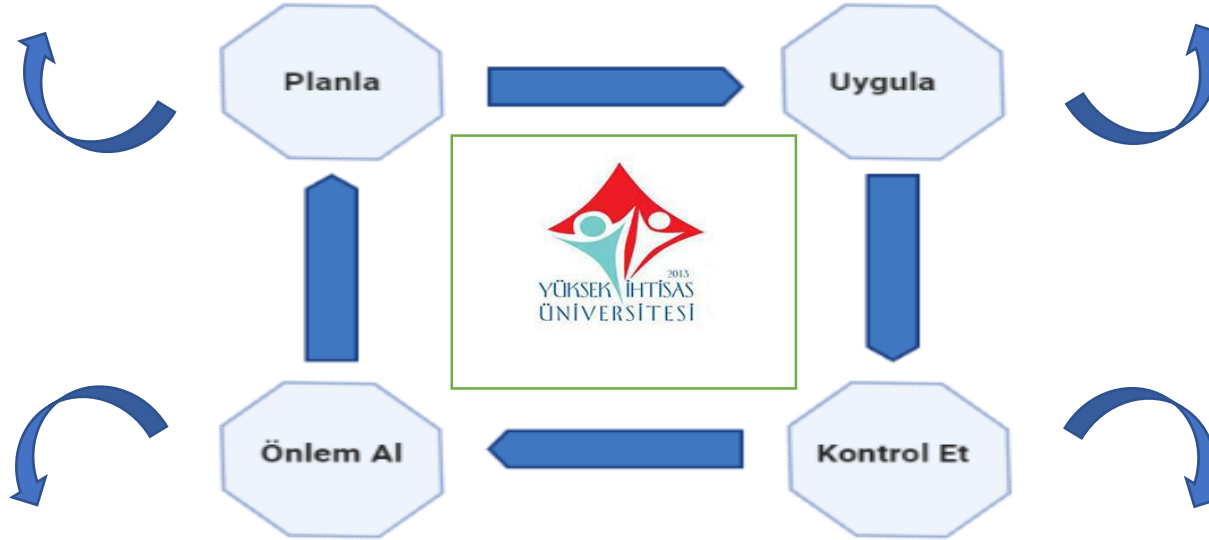 Planla
Uygula
2013
YÜKSEK İHTİSAS
ÜNİVERSİTESİ
Önlem Al
Kontrol Et